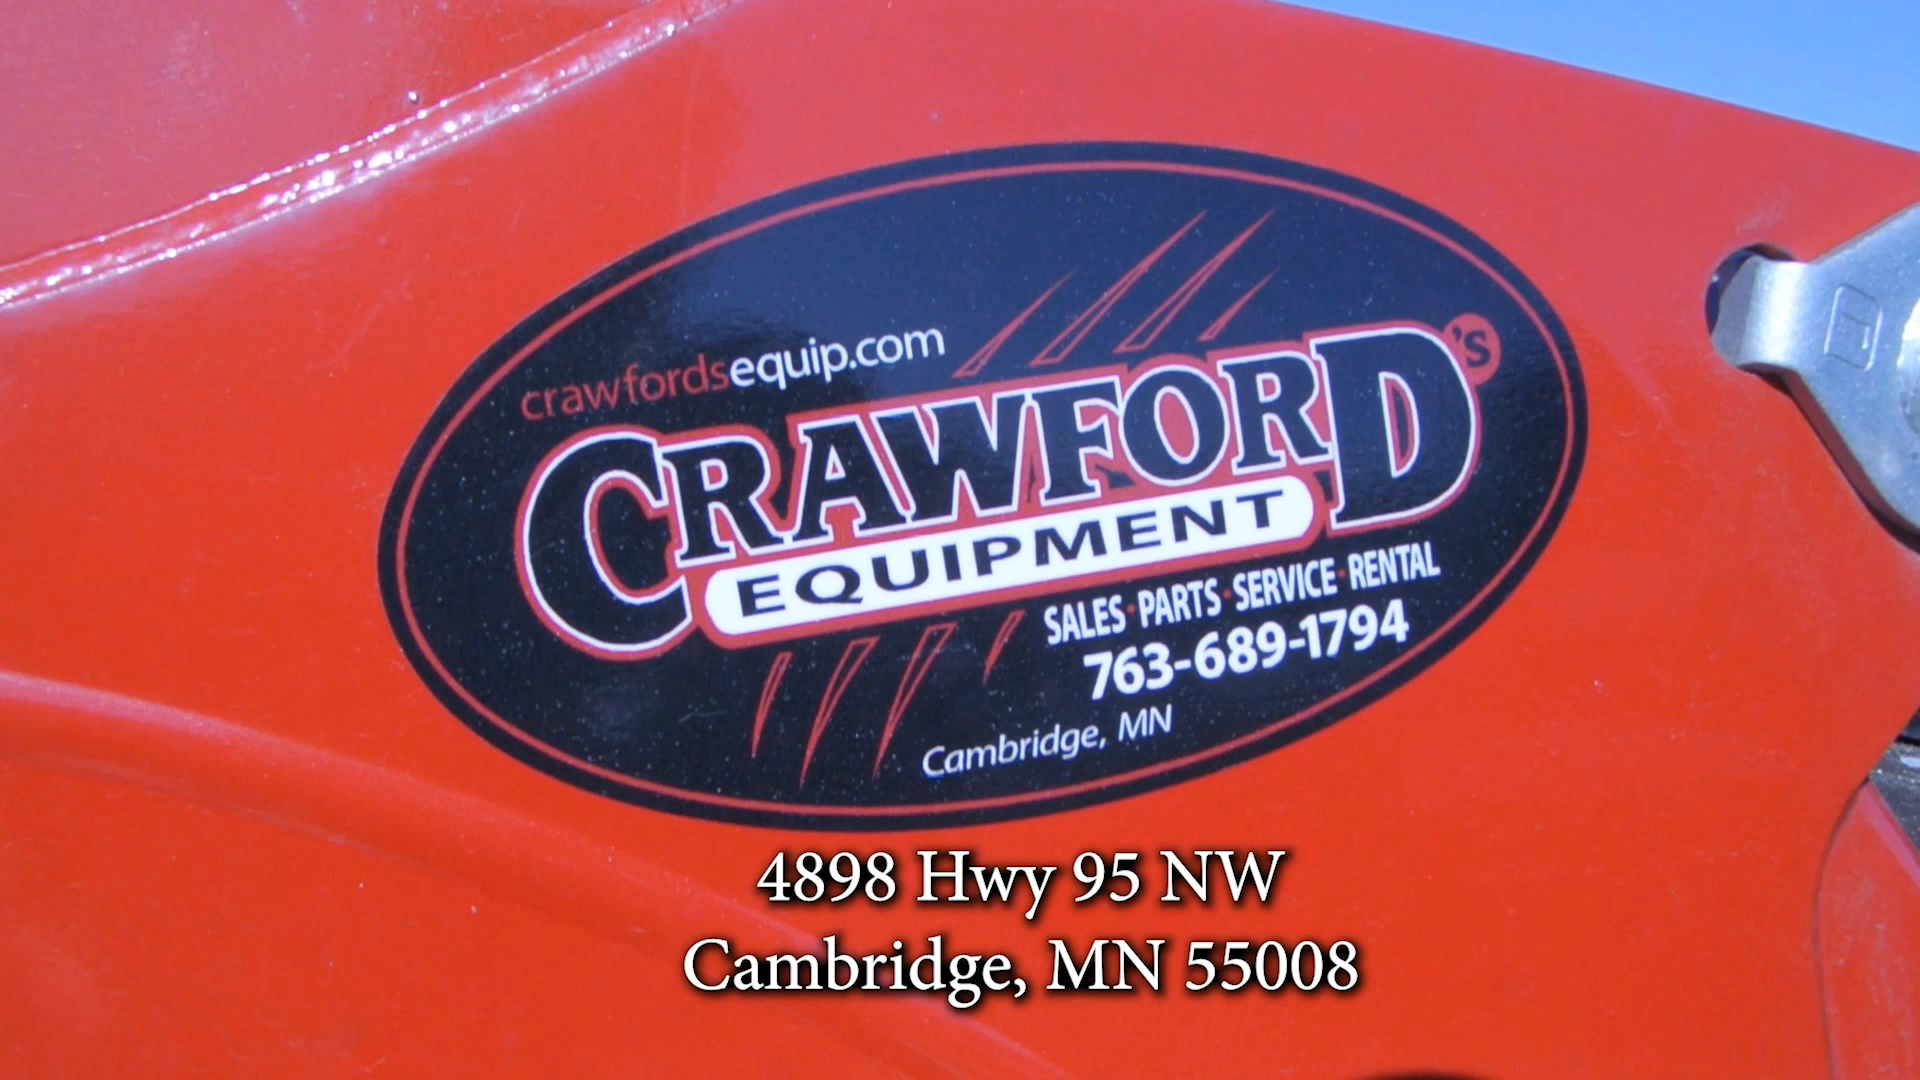 crawfordsequip.com
CRAWFORD'S
EQUIPMENT
SALES · PARTS · SERVICE · RENTAL
763-689-1794
Cambridge, MN
4898 Hwy 95 NW
Cambridge, MN 55008